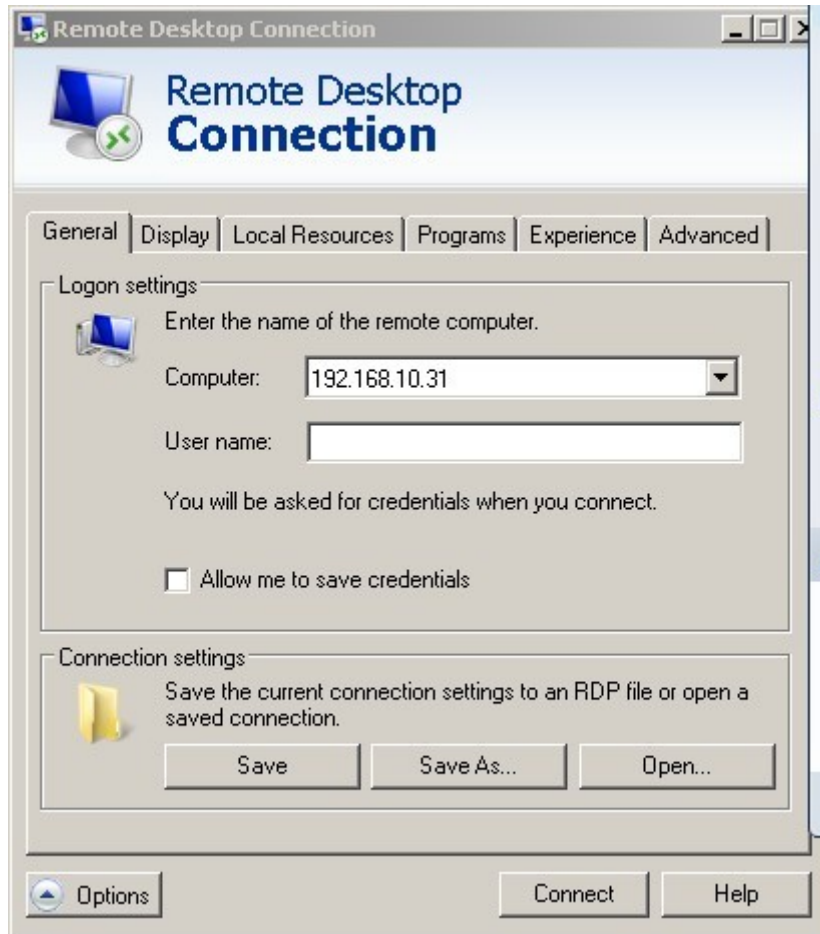 Remote Desktop Connection
Remote Desktop
Connection
General Display Local Resources Programs Experience Advanced
Logon settings
Enter the name of the remote computer.
Computer: 192.168.10.31
User name:
You will be asked for credentials when you connect.
Allow me to save credentials
Connection settings
Save the current connection settings to an RDP file or open a
saved connection.
Save Save As... Open...
Options Connect Help